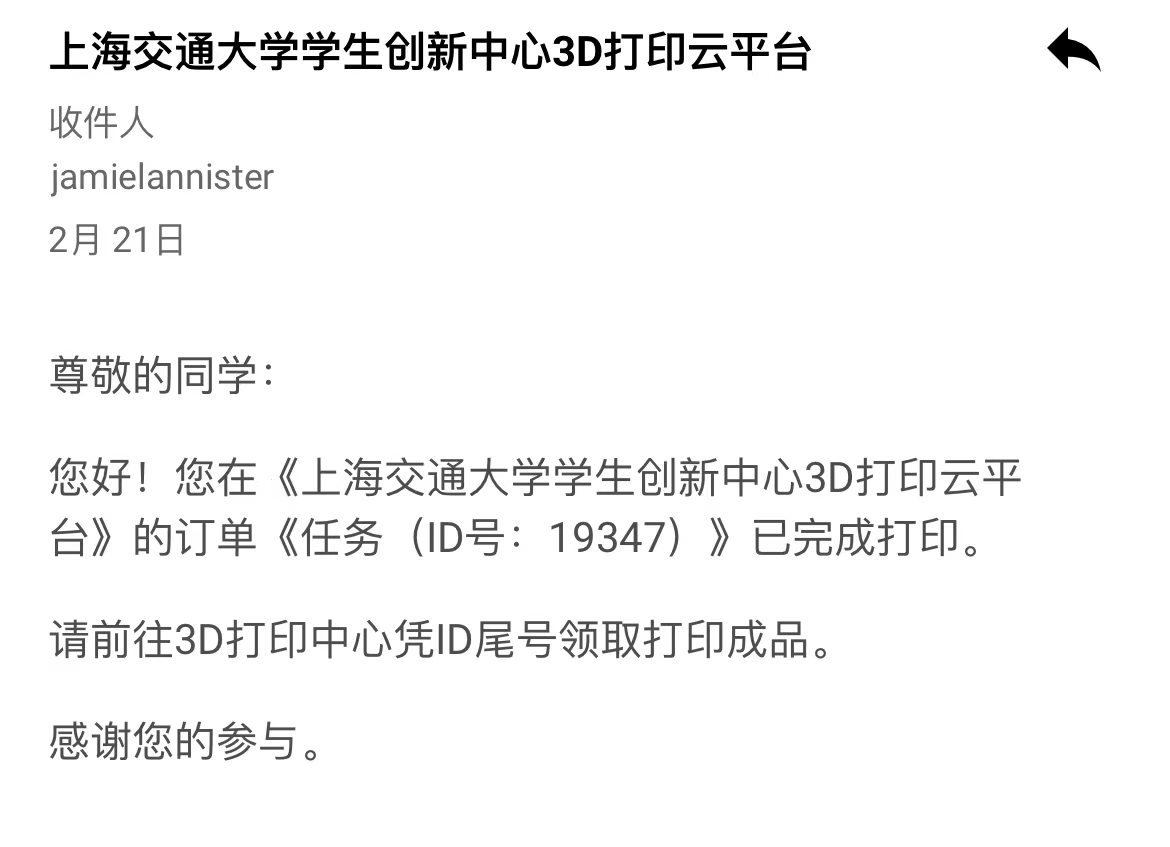 上海交通大学学生创新中心3D打印云平台
收件人
jamielannister
2月 21日
尊敬的同学：
您好！您在《上海交通大学学生创新中心3D打印云平
台》的订单《任务（ID号：19347）》已完成打印。
请前往3D打印中心凭ID尾号领取打印成品。
感谢您的参与。